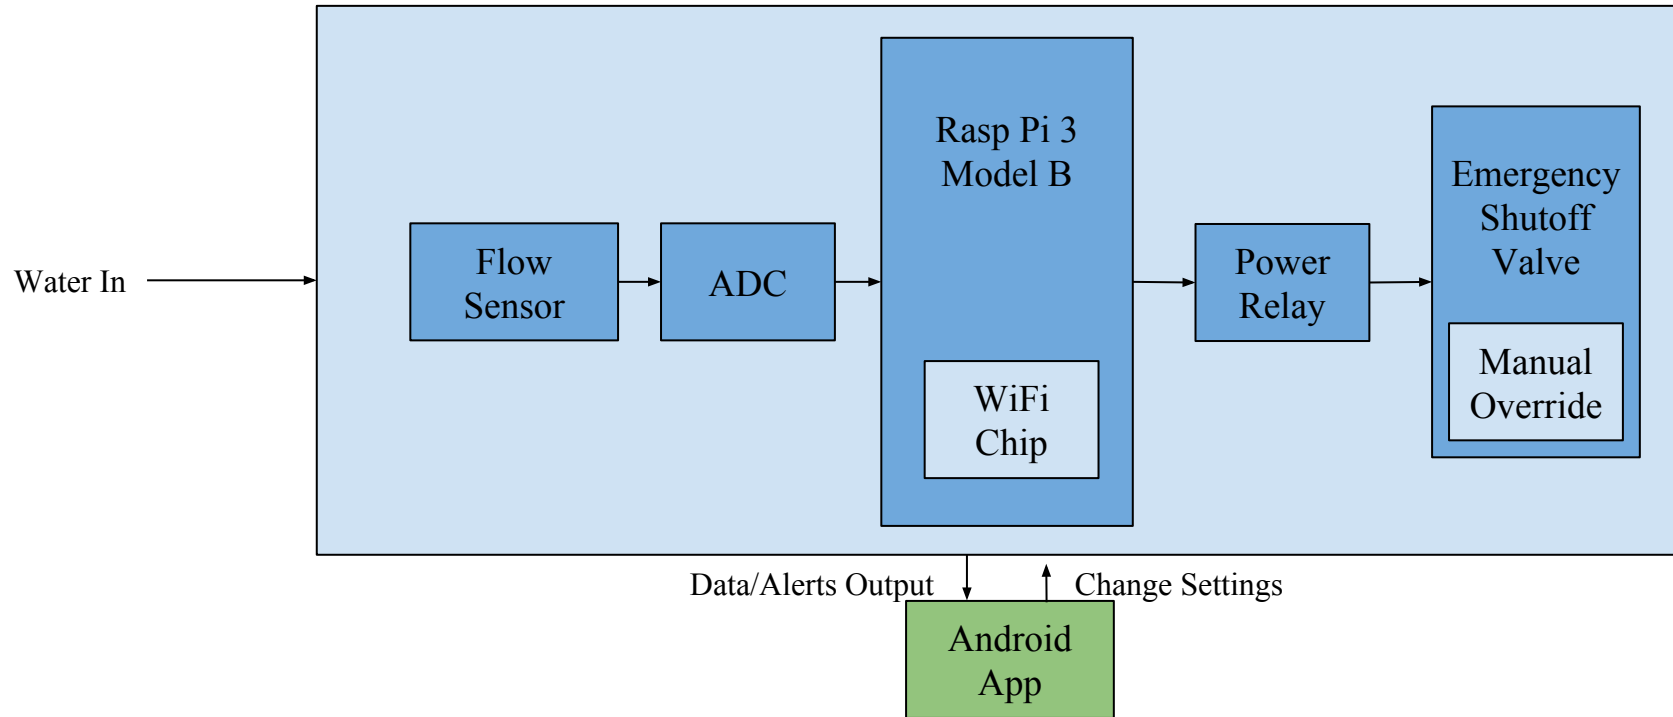 Water In
Flow
Sensor
ADC
Rasp Pi 3
Model B
WiFi
Chip
Power
Relay
Emergency
Shutoff
Valve
Manual
Override
Data/Alerts Output
Change Settings
Android
App